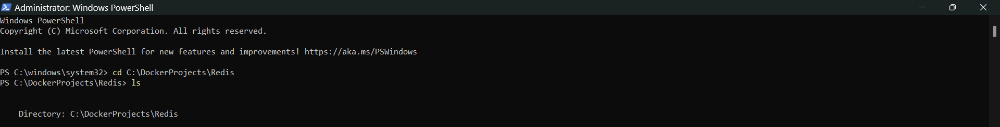 Administrator: Windows PowerShell
Windows PowerShell
Copyright (C) Microsoft Corporation. All rights reserved.
Install the latest PowerShell for new features and improvements! https://aka.ms/PSWindows
PS C:\windows\system32> cd C:\DockerProjects\Redis
PS C:\DockerProjects\Redis> ls
Directory: C:\DockerProjects\Redis